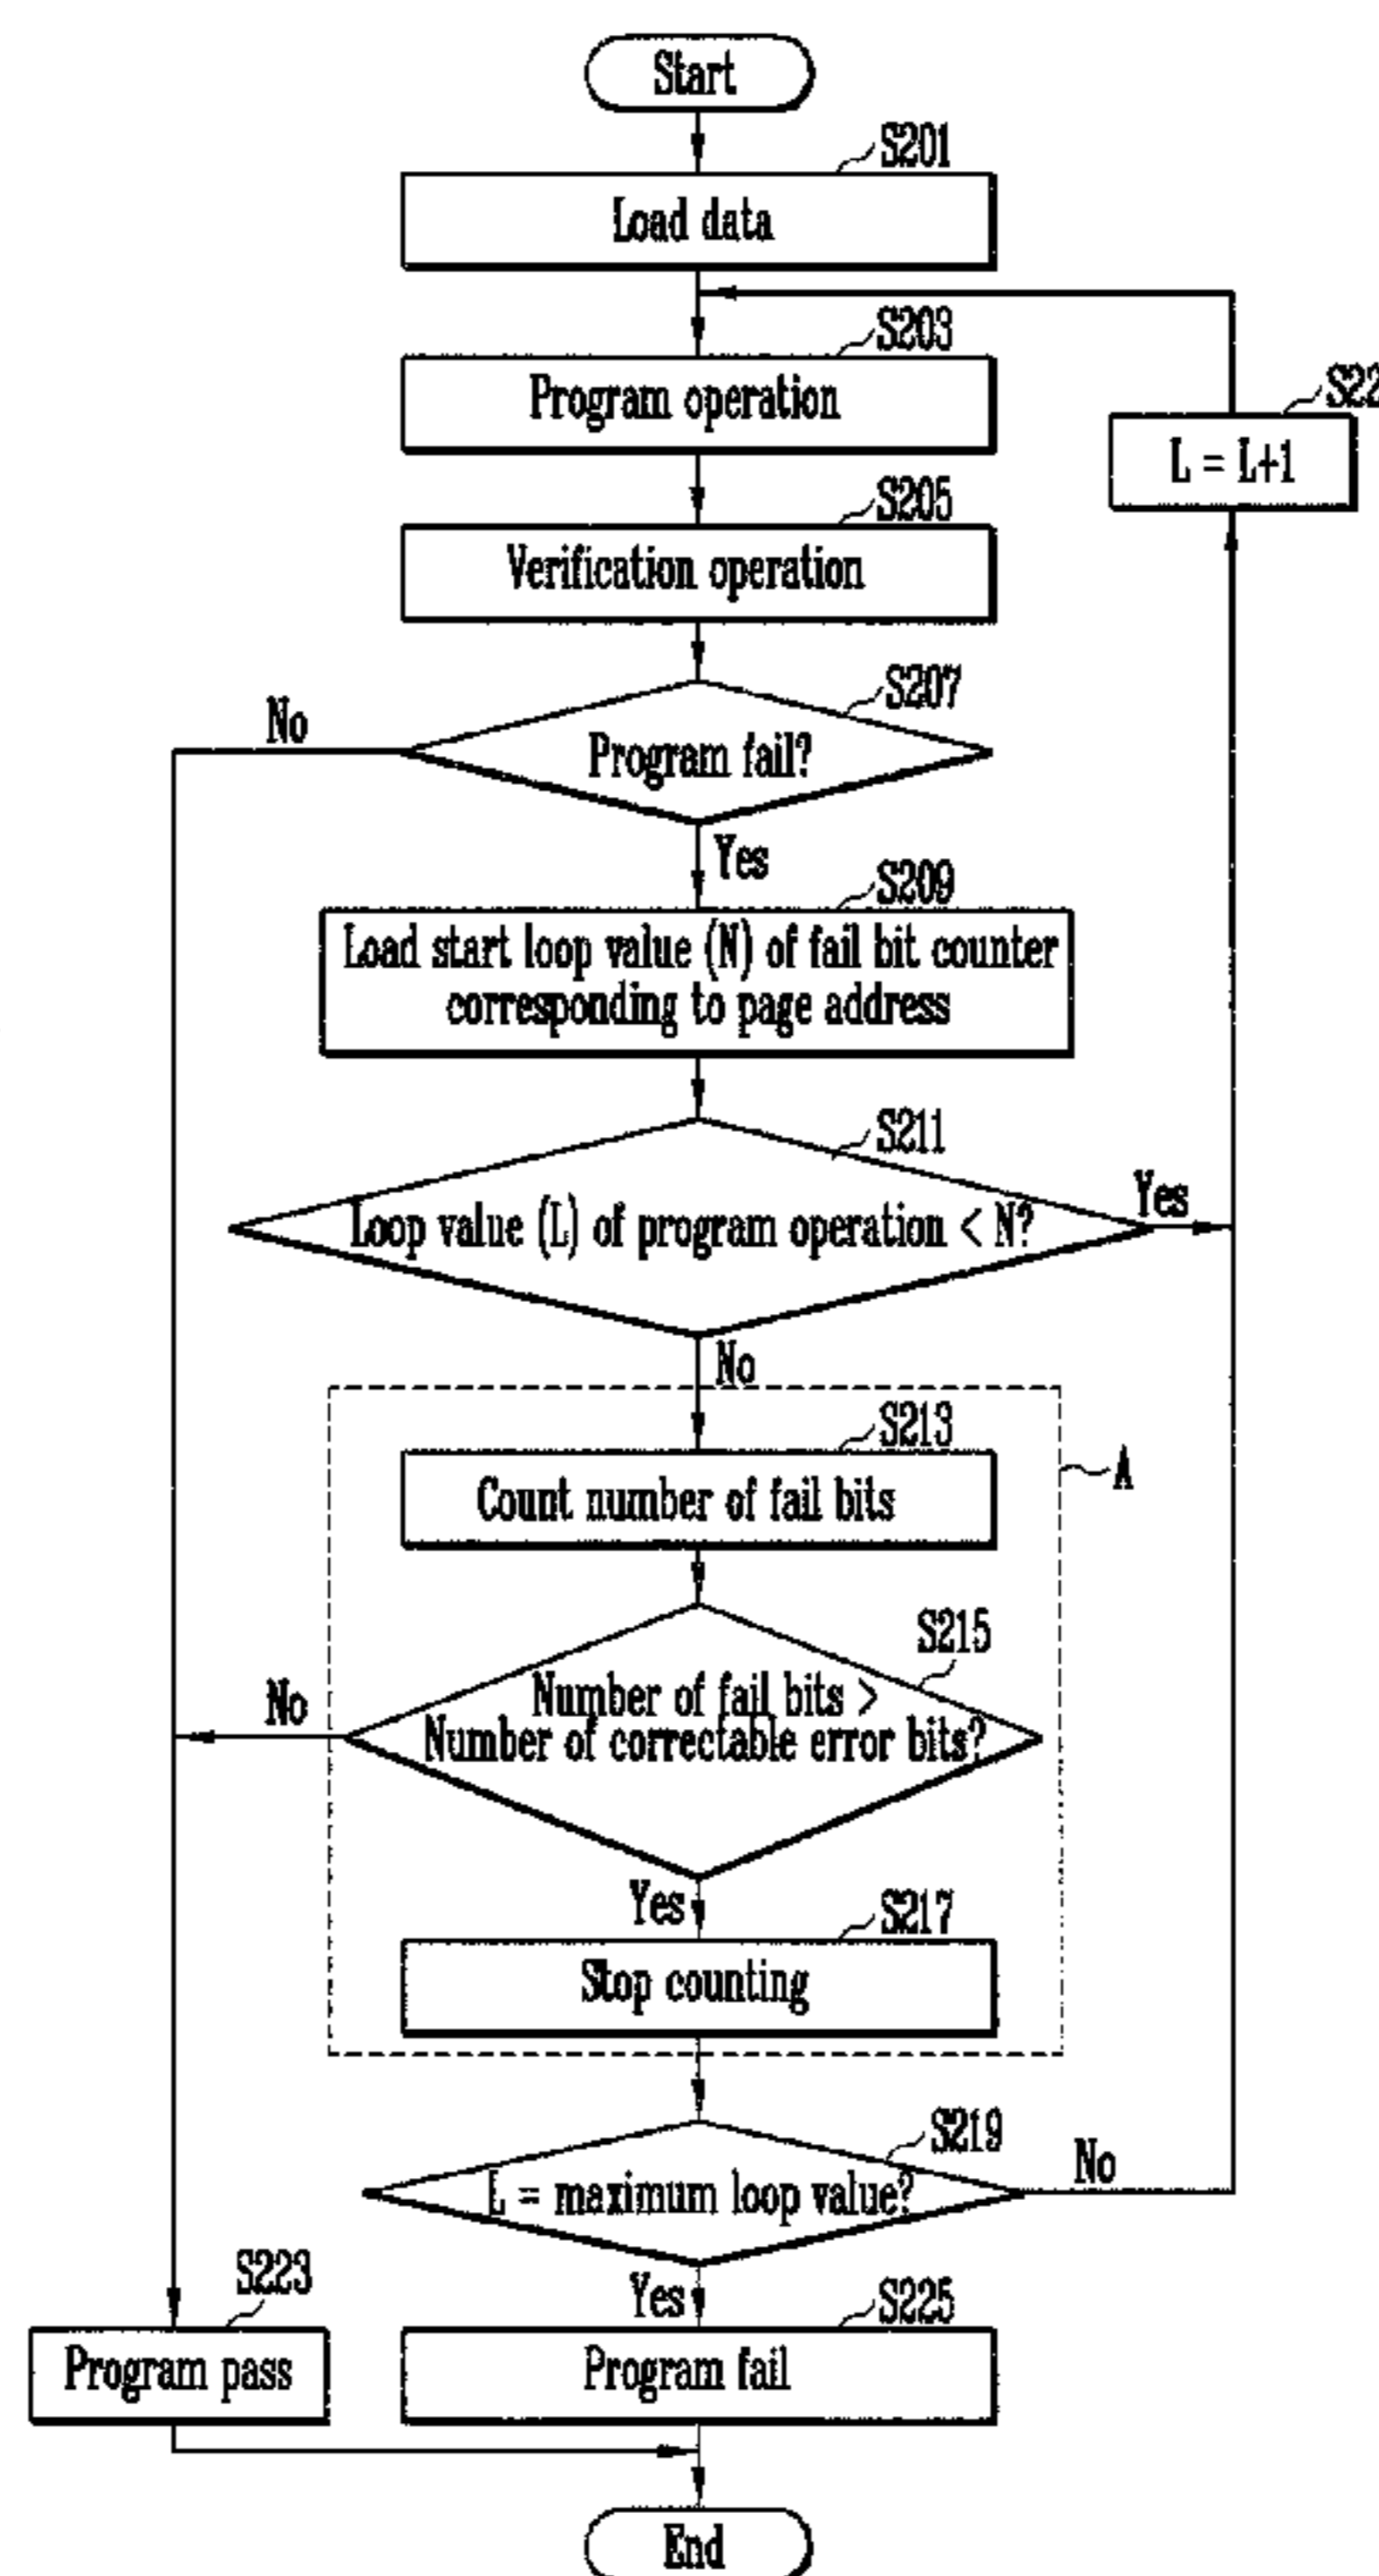 Start
S201
Load data
S203
Program operation
S22
L = L+1
S205
Verification operation
S207
No
Program fail?
Yes
S209
Load start loop value (N) of fail bit counter
corresponding to page address
S211
Yes
Loop value (L) of program operation < N?
No
S213
A
Count number of fail bits
S215
No
Number of fail bits >
Number of correctable error bits?
Yes
S217
Stop counting
S219
No
L = maximum loop value?
S223
Yes
S225
Program pass
Program fail
End